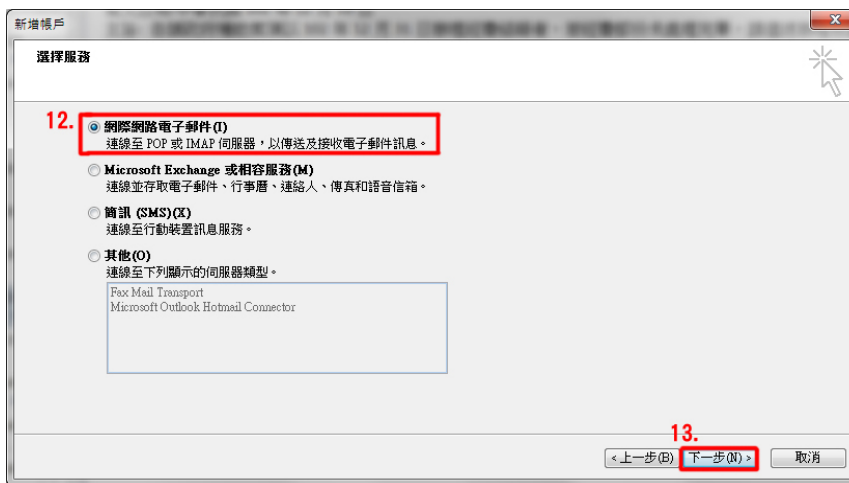 新增帳戶
選擇服務
12.
網際網路電子郵件(I)
連線至 POP 或 IMAP 伺服器，以傳送及接收電子郵件訊息。
Microsoft Exchange 或相容服務(M)
連線並存取電子郵件、行事曆、連絡人、傳真和語音信箱。
簡訊 (SMS)(X)
連線至行動裝置訊息服務。
其他(O)
連線至下列顯示的伺服器類型。
Fax Mail Transport
Microsoft Outlook Hotmail Connector
13.
<上一步(B) 下一步(N)> 取消